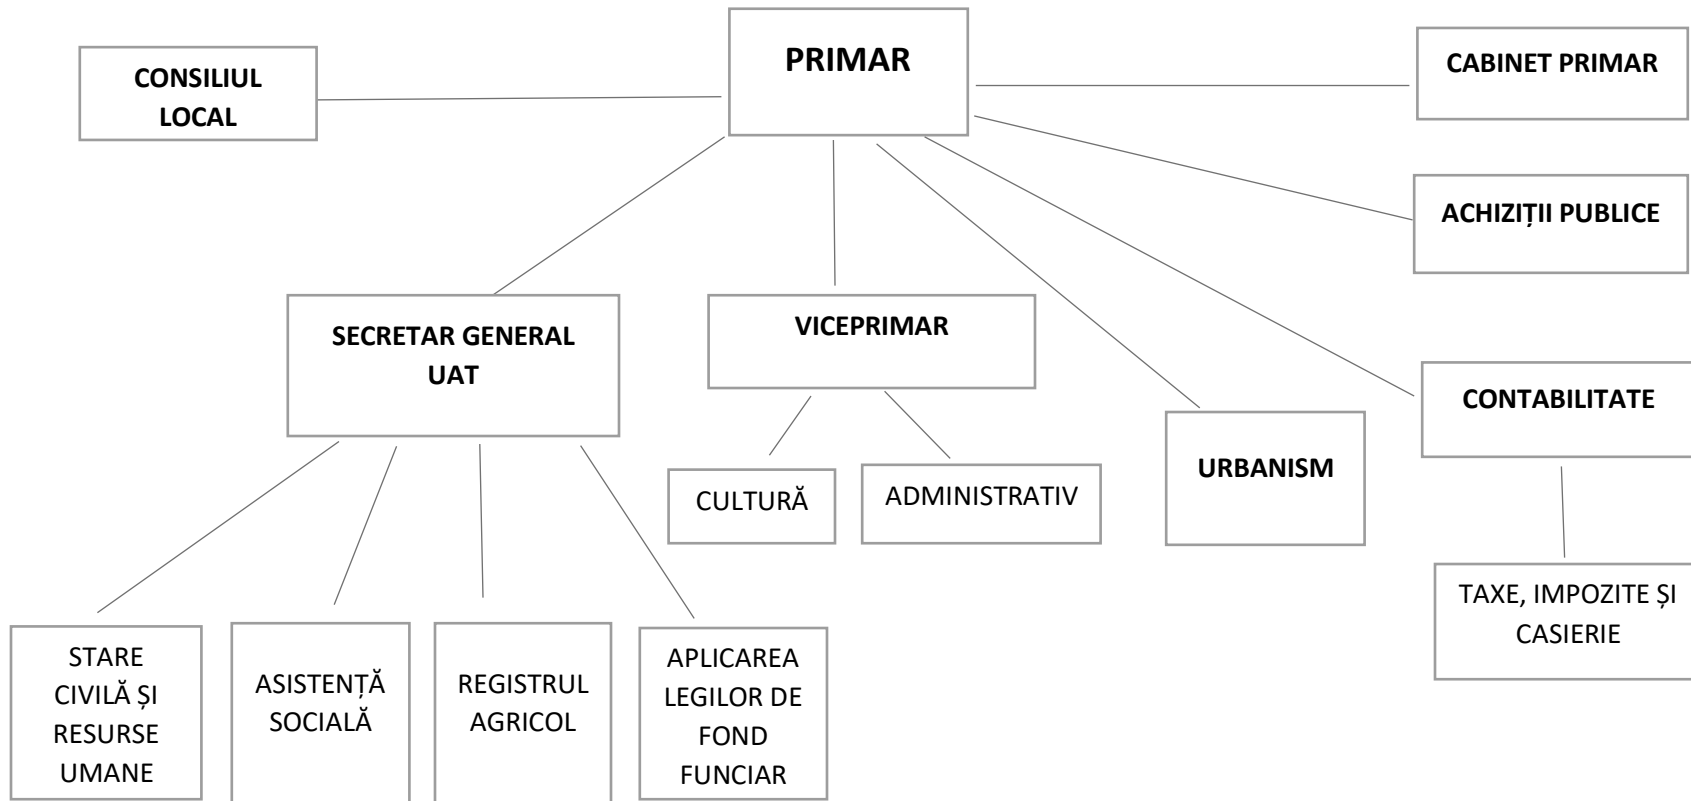 PRIMAR
CONSILIUL
LOCAL
CABINET PRIMAR
ACHIZIȚII PUBLICE
SECRETAR GENERAL
UAT
VICEPRIMAR
CONTABILITATE
URBANISM
CULTURĂ
ADMINISTRATIV
TAXE, IMPOZITE ȘI
CASIERIE
STARE
CIVILĂ ȘI
RESURSE
UMANE
ASISTENȚĂ
SOCIALĂ
REGISTRUL
AGRICOL
APLICAREA
LEGILOR DE
FOND
FUNCIAR